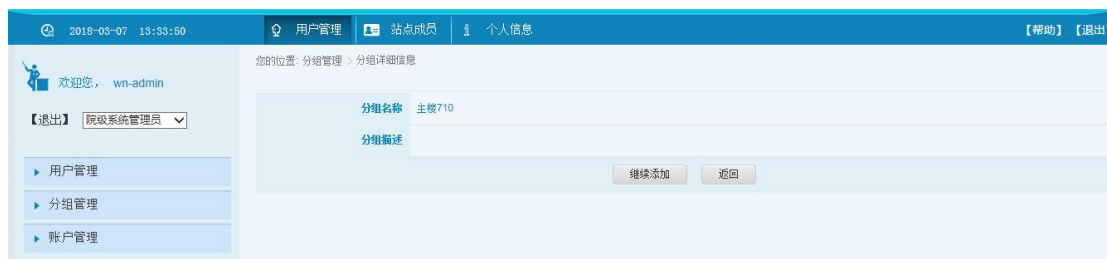 2018-03-07 13:33:50 用户管理 站点成员 个人信息 【帮助】【退出
您的位置: 分组管理 > 分组详细信息
欢迎您， wn-admin
分组名称 主楼710
【退出】 院级系统管理员
分组描述
用户管理
继续添加 返回
分组管理
账户管理